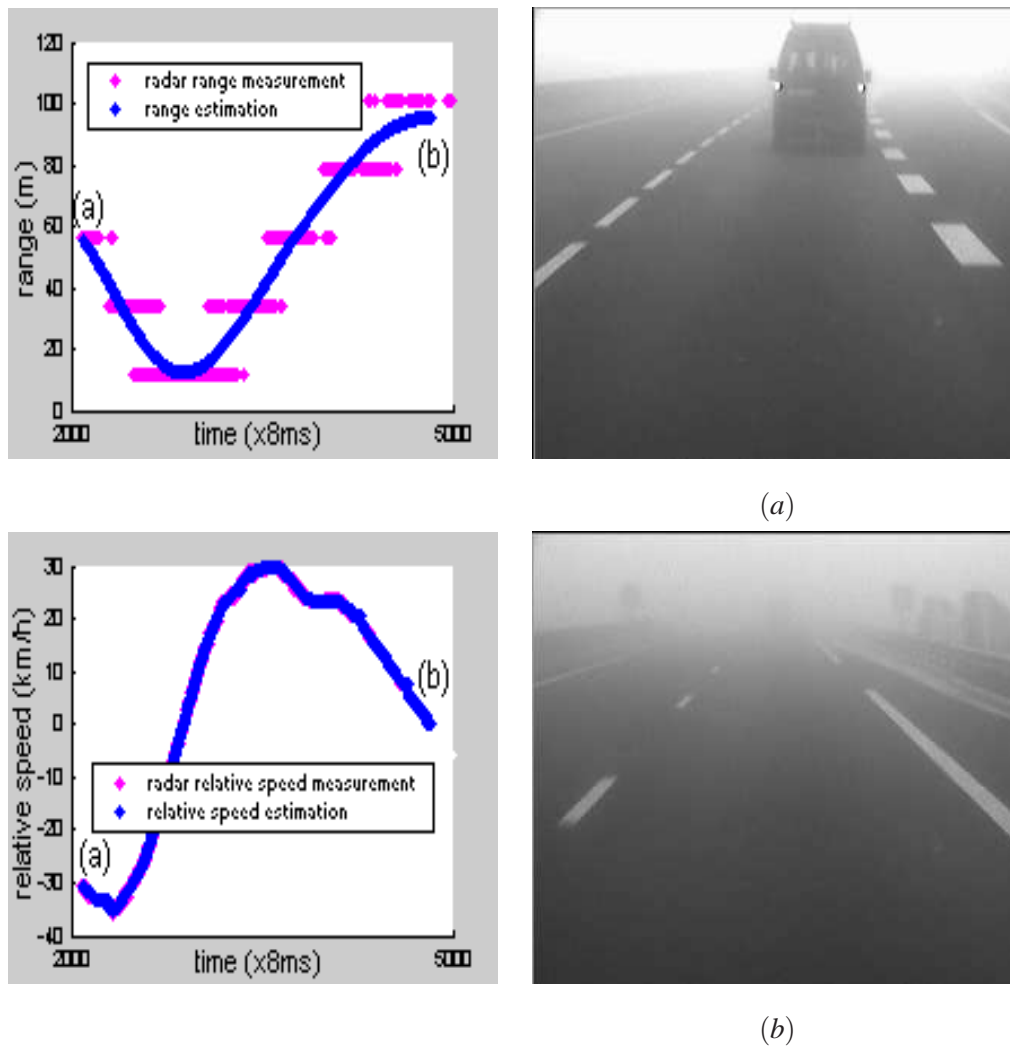 120
100
80
60
40
20
0
range (m)
radar range measurement
range estimation
(a)
(b)
2000
time (x8ms)
5000
(a)
30
20
10
0
-10
-20
-30
-40
relative speed (km/h)
(b)
radar relative speed measurement
relative speed estimation
(a)
2000
time (x8ms)
5000
(b)